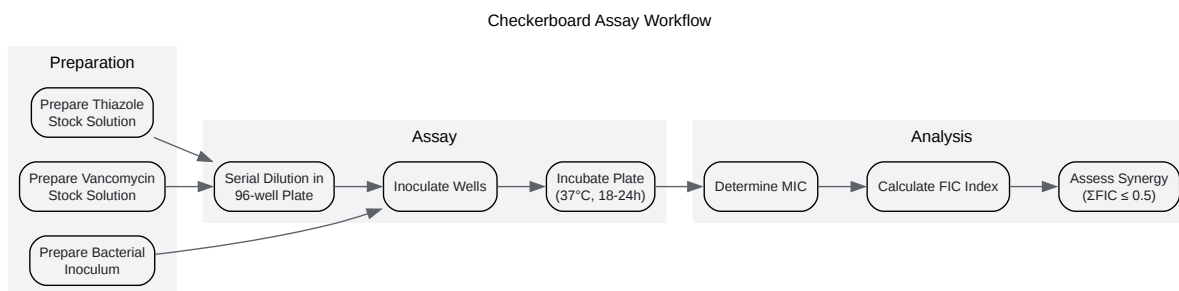 Checkerboard Assay Workflow
Preparation
Prepare Thiazole
Stock Solution
Prepare Vancomycin
Stock Solution
Prepare Bacterial
Inoculum
Assay
Serial Dilution in
96-well Plate
Inoculate Wells
Incubate Plate
(37°C, 18-24h)
Analysis
Determine MIC
Calculate FIC Index
Assess Synergy
(ΣFIC ≤ 0.5)